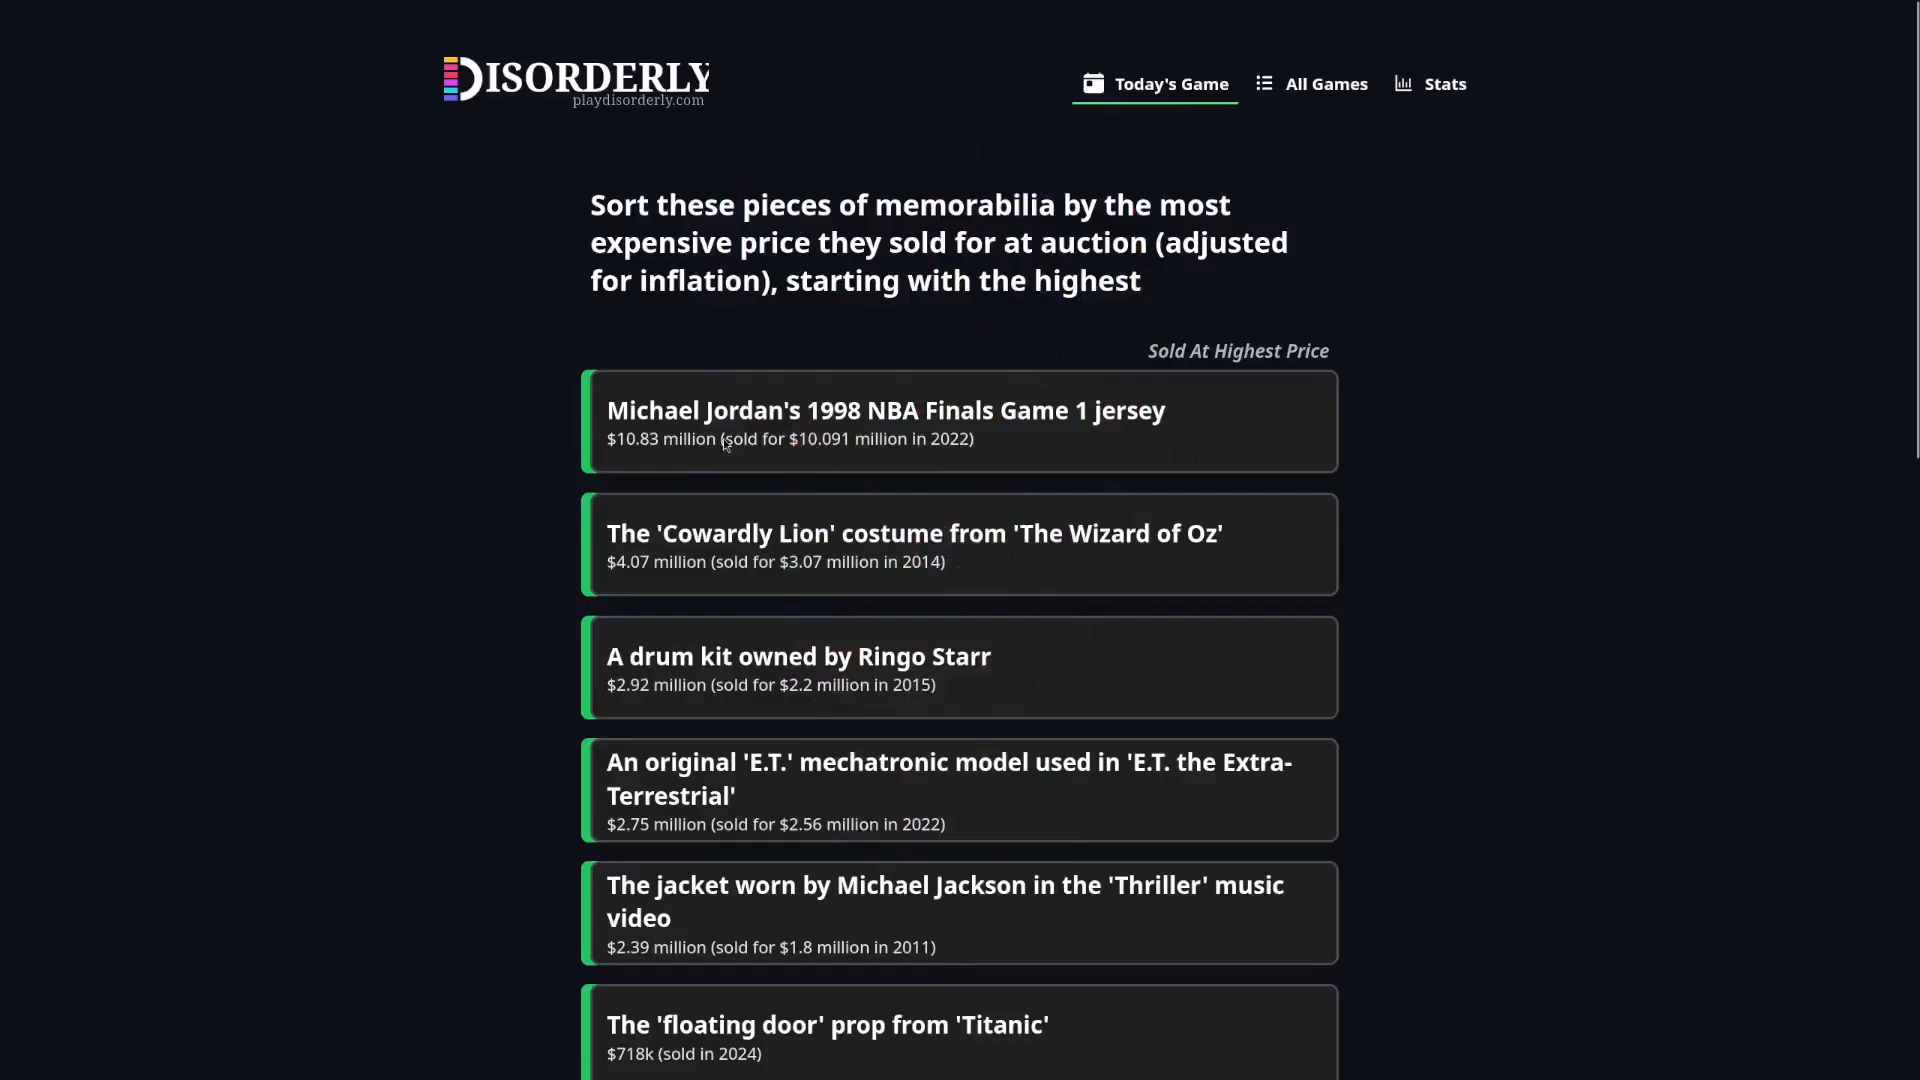 DISORDERLY
playdisorderly.com
Today's Game
All Games
Stats
Sort these pieces of memorabilia by the most
expensive price they sold for at auction (adjusted
for inflation), starting with the highest
Sold At Highest Price
Michael Jordan's 1998 NBA Finals Game 1 jersey
$10.83 million (sold for $10.091 million in 2022)
The 'Cowardly Lion' costume from 'The Wizard of Oz'
$4.07 million (sold for $3.07 million in 2014)
A drum kit owned by Ringo Starr
$2.92 million (sold for $2.2 million in 2015)
An original 'E.T.' mechatronic model used in 'E.T. the Extra-
Terrestrial'
$2.75 million (sold for $2.56 million in 2022)
The jacket worn by Michael Jackson in the 'Thriller' music
video
$2.39 million (sold for $1.8 million in 2011)
The 'floating door' prop from 'Titanic'
$718k (sold in 2024)